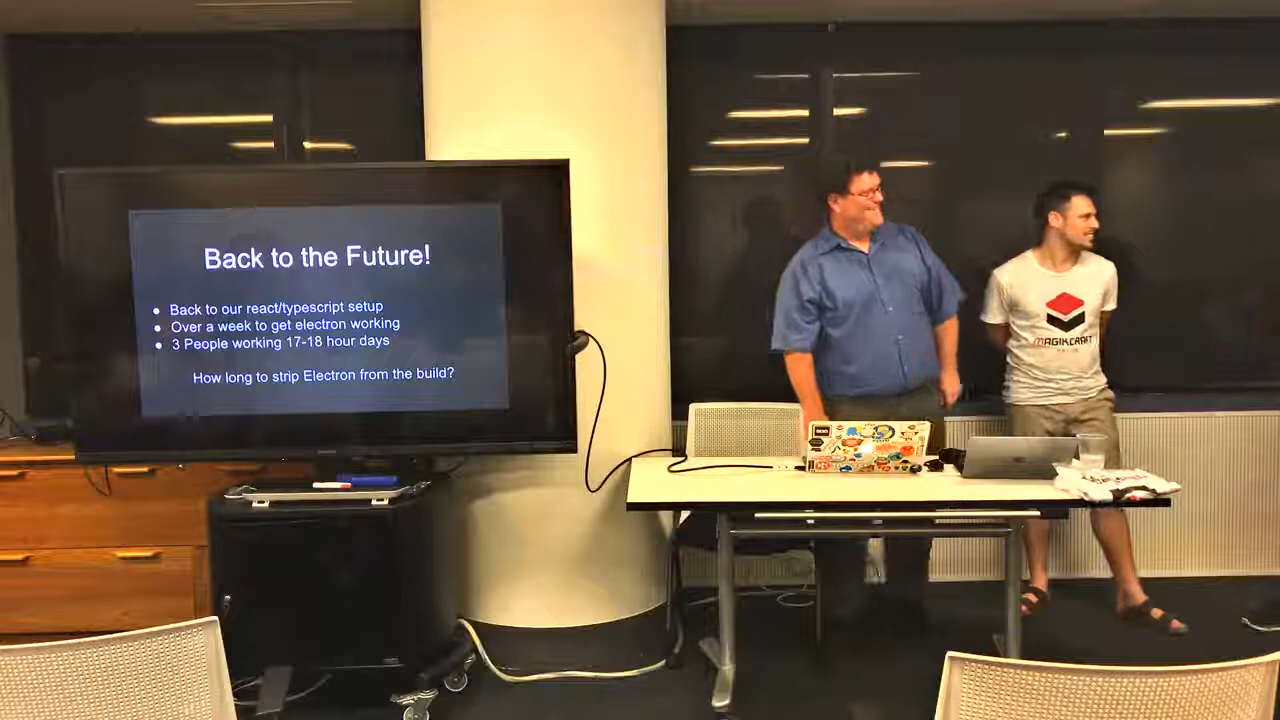 Back to the Future!
Back to our react/typescript setup
Over a week to get electron working
3 People working 17-18 hour days
How long to strip Electron from the build?
MAGIKCRAFT